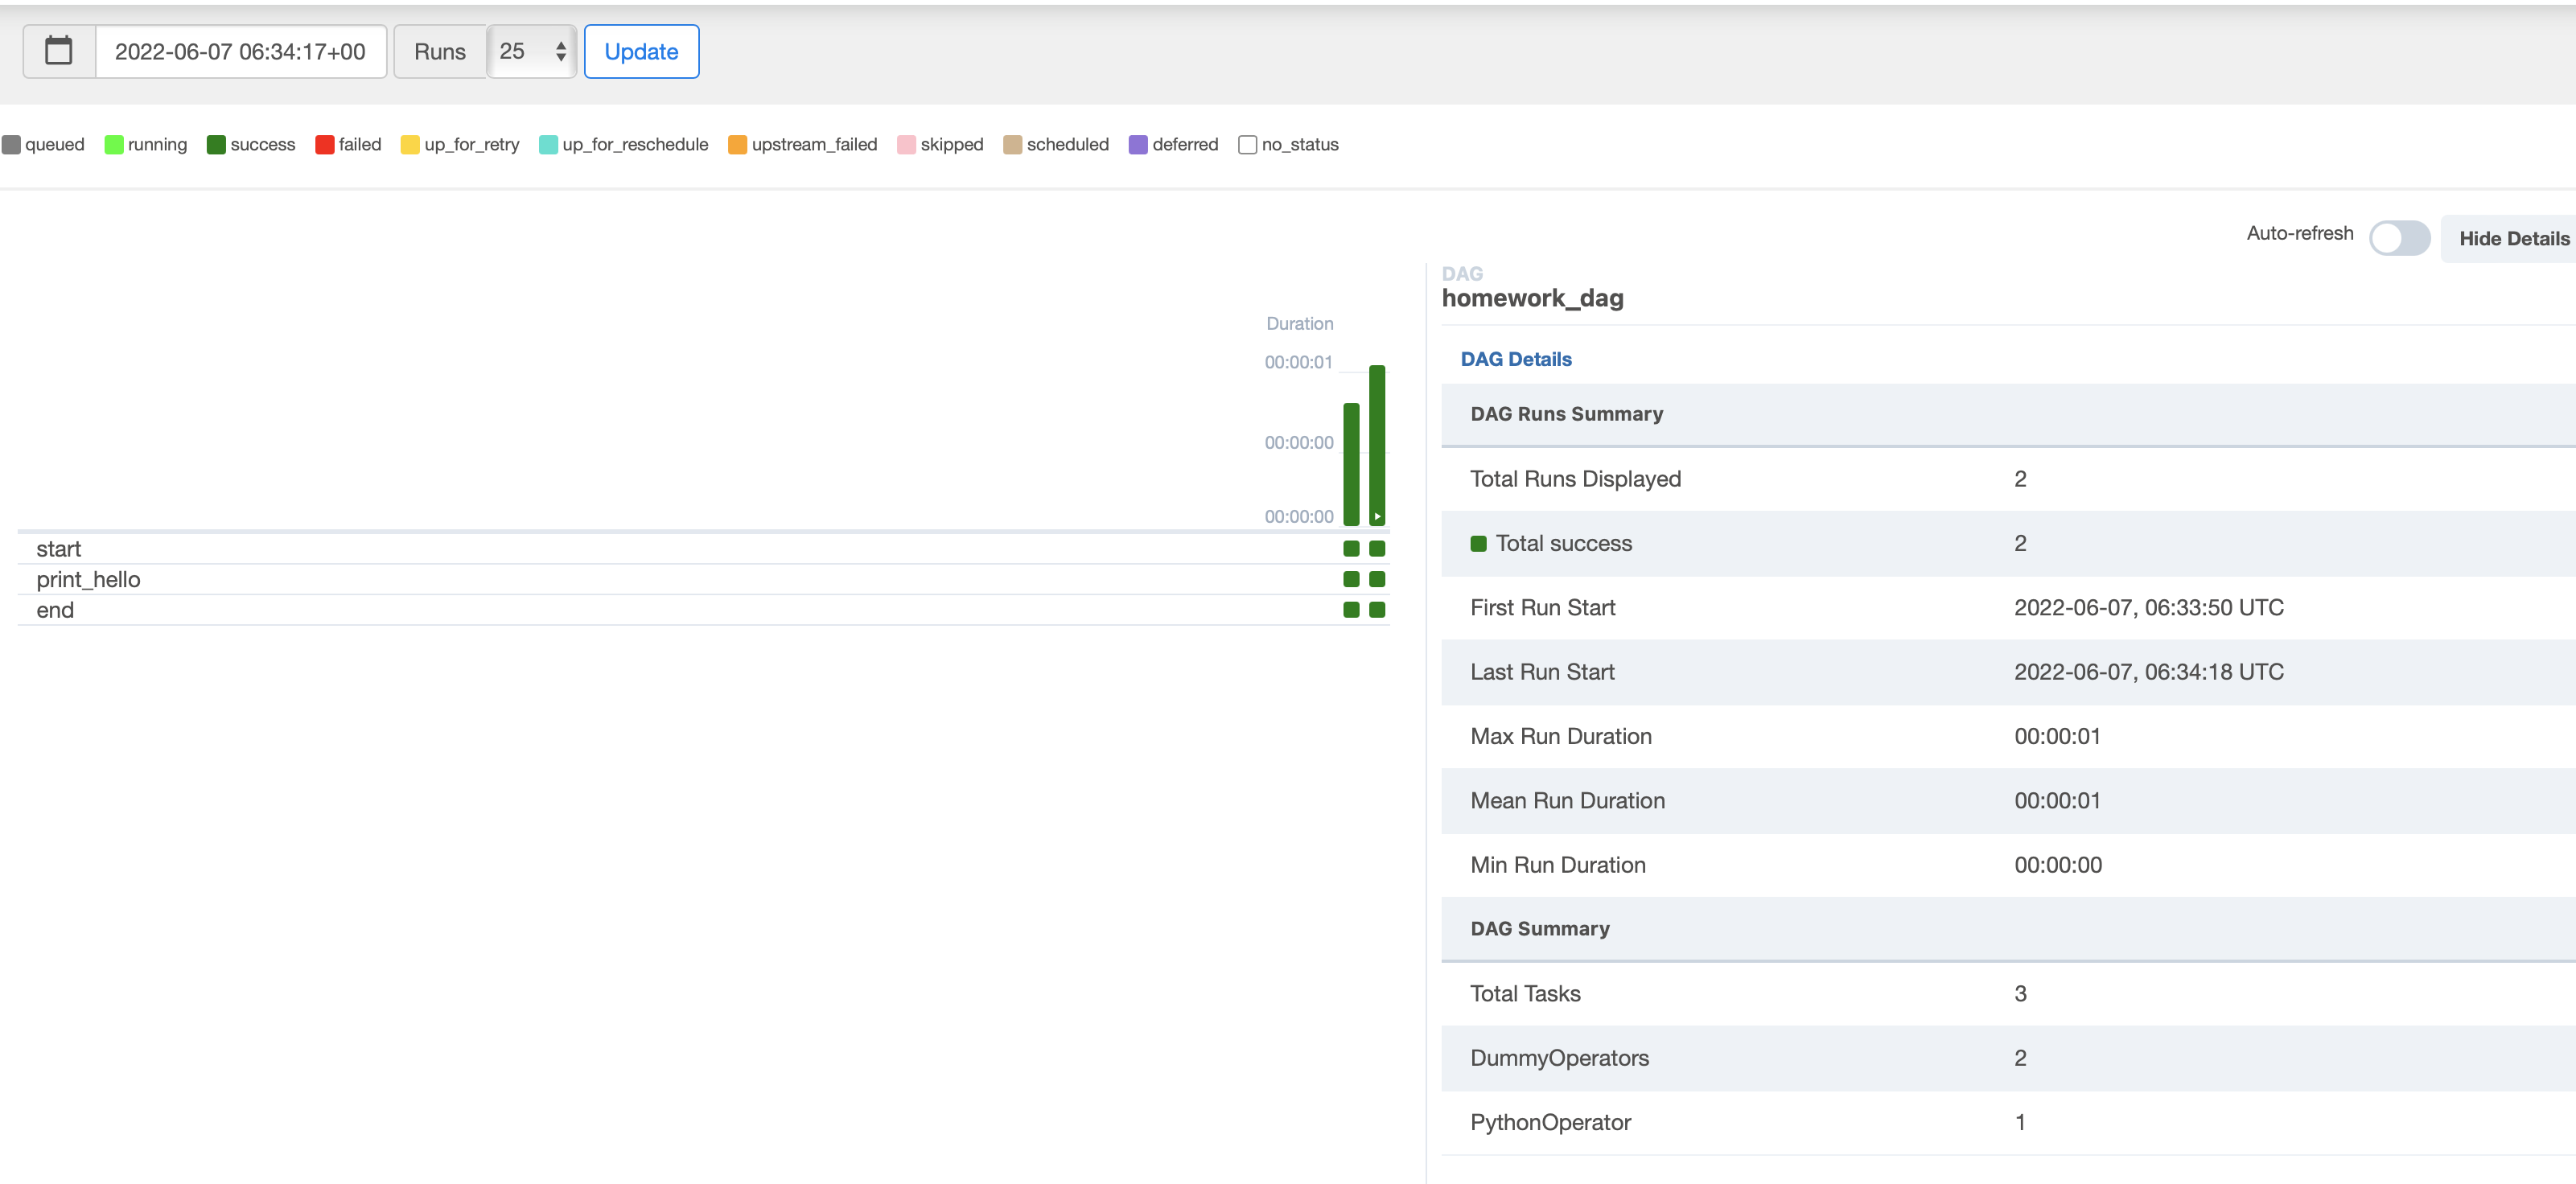 2022-06-07 06:34:17+00 Runs 25 Update
queued running success failed up_for_retry up_for_reschedule upstream_failed skipped scheduled deferred no_status
Auto-refresh Hide Details
Duration
00:00:01
00:00:00
00:00:00
start
print_hello
end
DAG
homework_dag
DAG Details
DAG Runs Summary
Total Runs Displayed 2
Total success 2
First Run Start 2022-06-07, 06:33:50 UTC
Last Run Start 2022-06-07, 06:34:18 UTC
Max Run Duration 00:00:01
Mean Run Duration 00:00:01
Min Run Duration 00:00:00
DAG Summary
Total Tasks 3
DummyOperators 2
PythonOperator 1